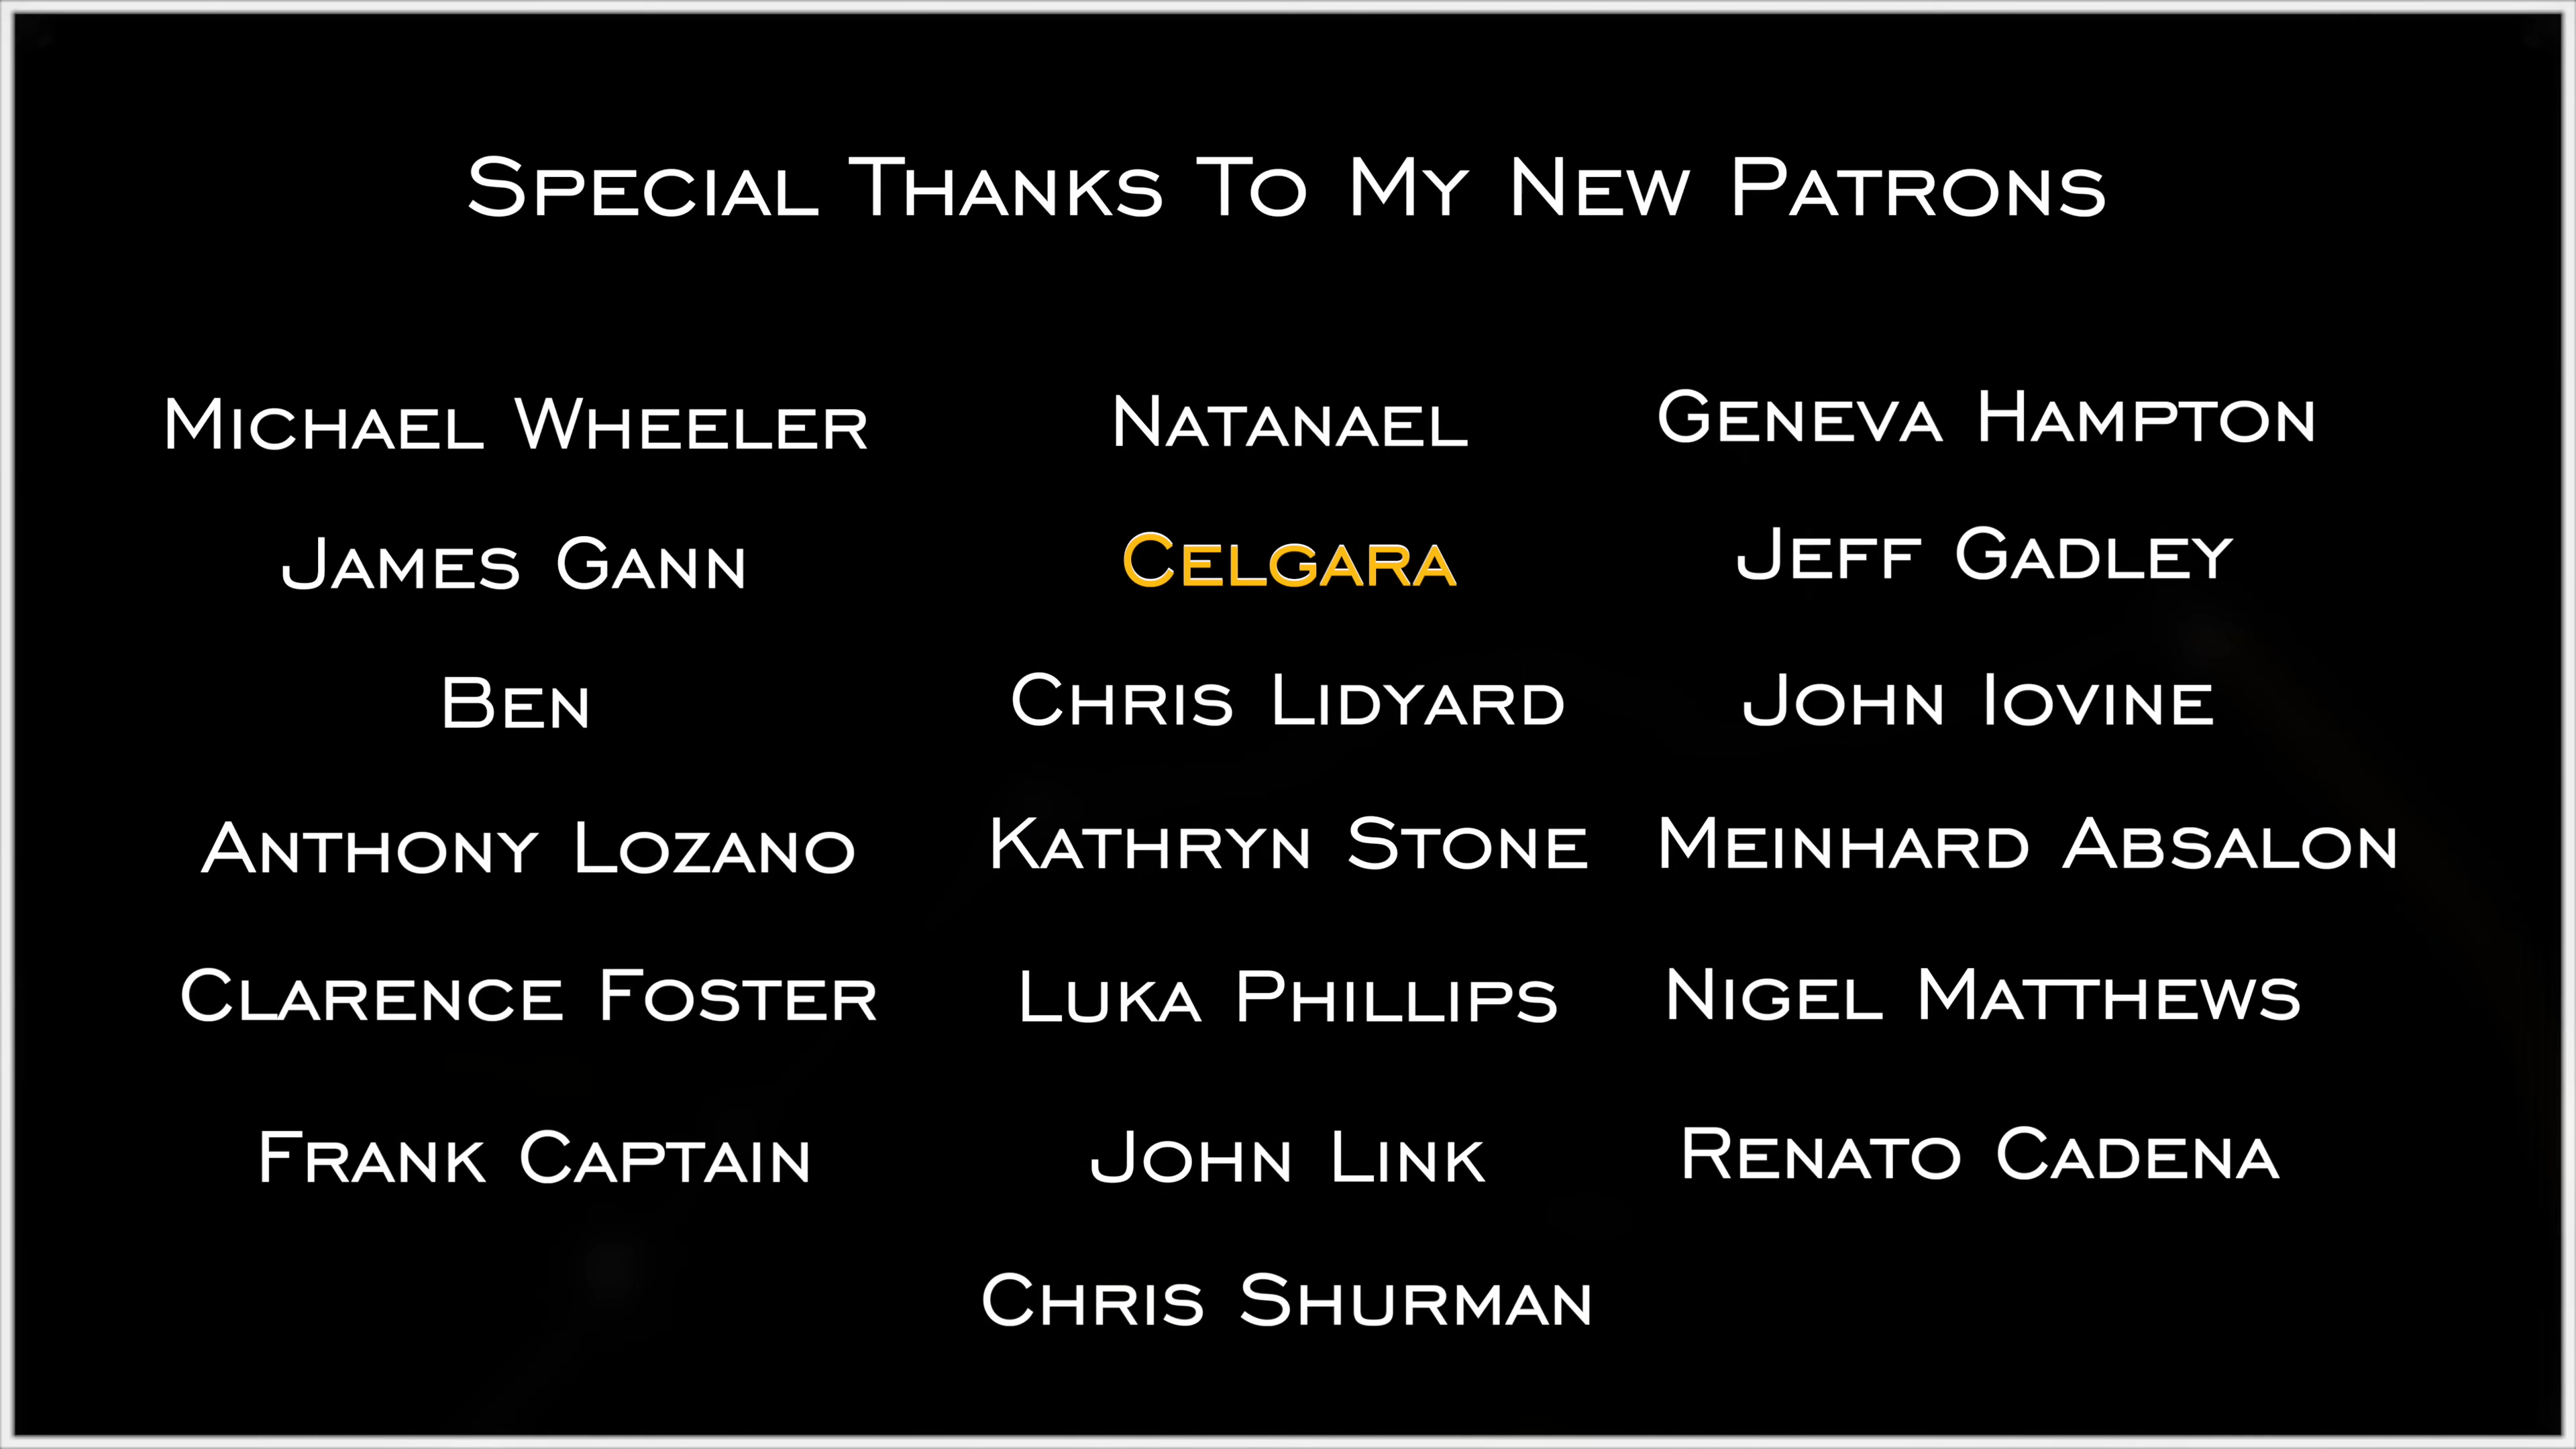 Special Thanks To My New Patrons
Michael Wheeler
Natanael
Geneva Hampton
James Gann
Celgara
Jeff Gadley
Ben
Chris Lidyard
John Iovine
Anthony Lozano
Kathryn Stone
Meinhard Absalon
Clarence Foster
Luka Phillips
Nigel Matthews
Frank Captain
John Link
Renato Cadena
Chris Shurman